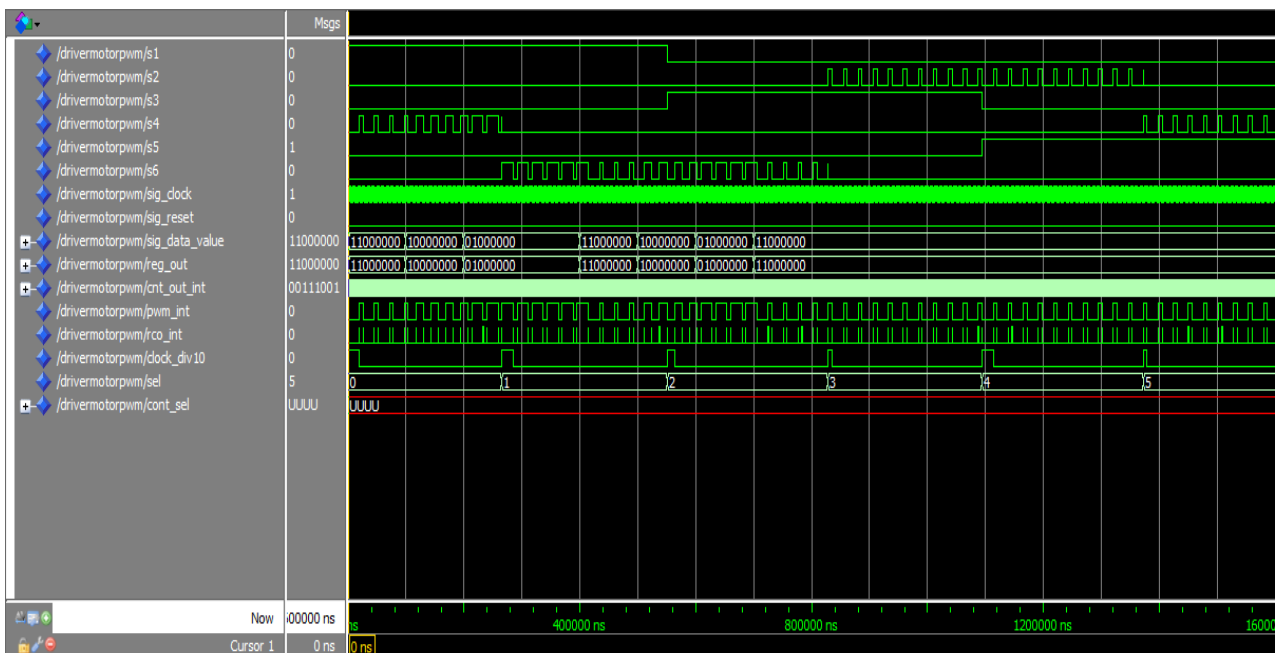 Msgs
/drivermotorpwm/s1 0
/drivermotorpwm/s2 0
/drivermotorpwm/s3 0
/drivermotorpwm/s4 0
/drivermotorpwm/s5 1
/drivermotorpwm/s6 0
/drivermotorpwm/sig_clock 1
/drivermotorpwm/sig_reset 0
/drivermotorpwm/sig_data_value 11000000 11000000 10000000 01000000 11000000 10000000 01000000 11000000
/drivermotorpwm/reg_out 11000000 11000000 10000000 01000000 11000000 10000000 01000000 11000000
/drivermotorpwm/cnt_out_int 00111001
/drivermotorpwm/pwm_int 0
/drivermotorpwm/rco_int 0
/drivermotorpwm/clock_div10 0
/drivermotorpwm/sel 5 0 1 2 3 4 5
/drivermotorpwm/cont_sel UUUU UUUU
Now 00000 ns ns 400000 ns 800000 ns 1200000 ns 16000
Cursor 1 0 ns 0 ns